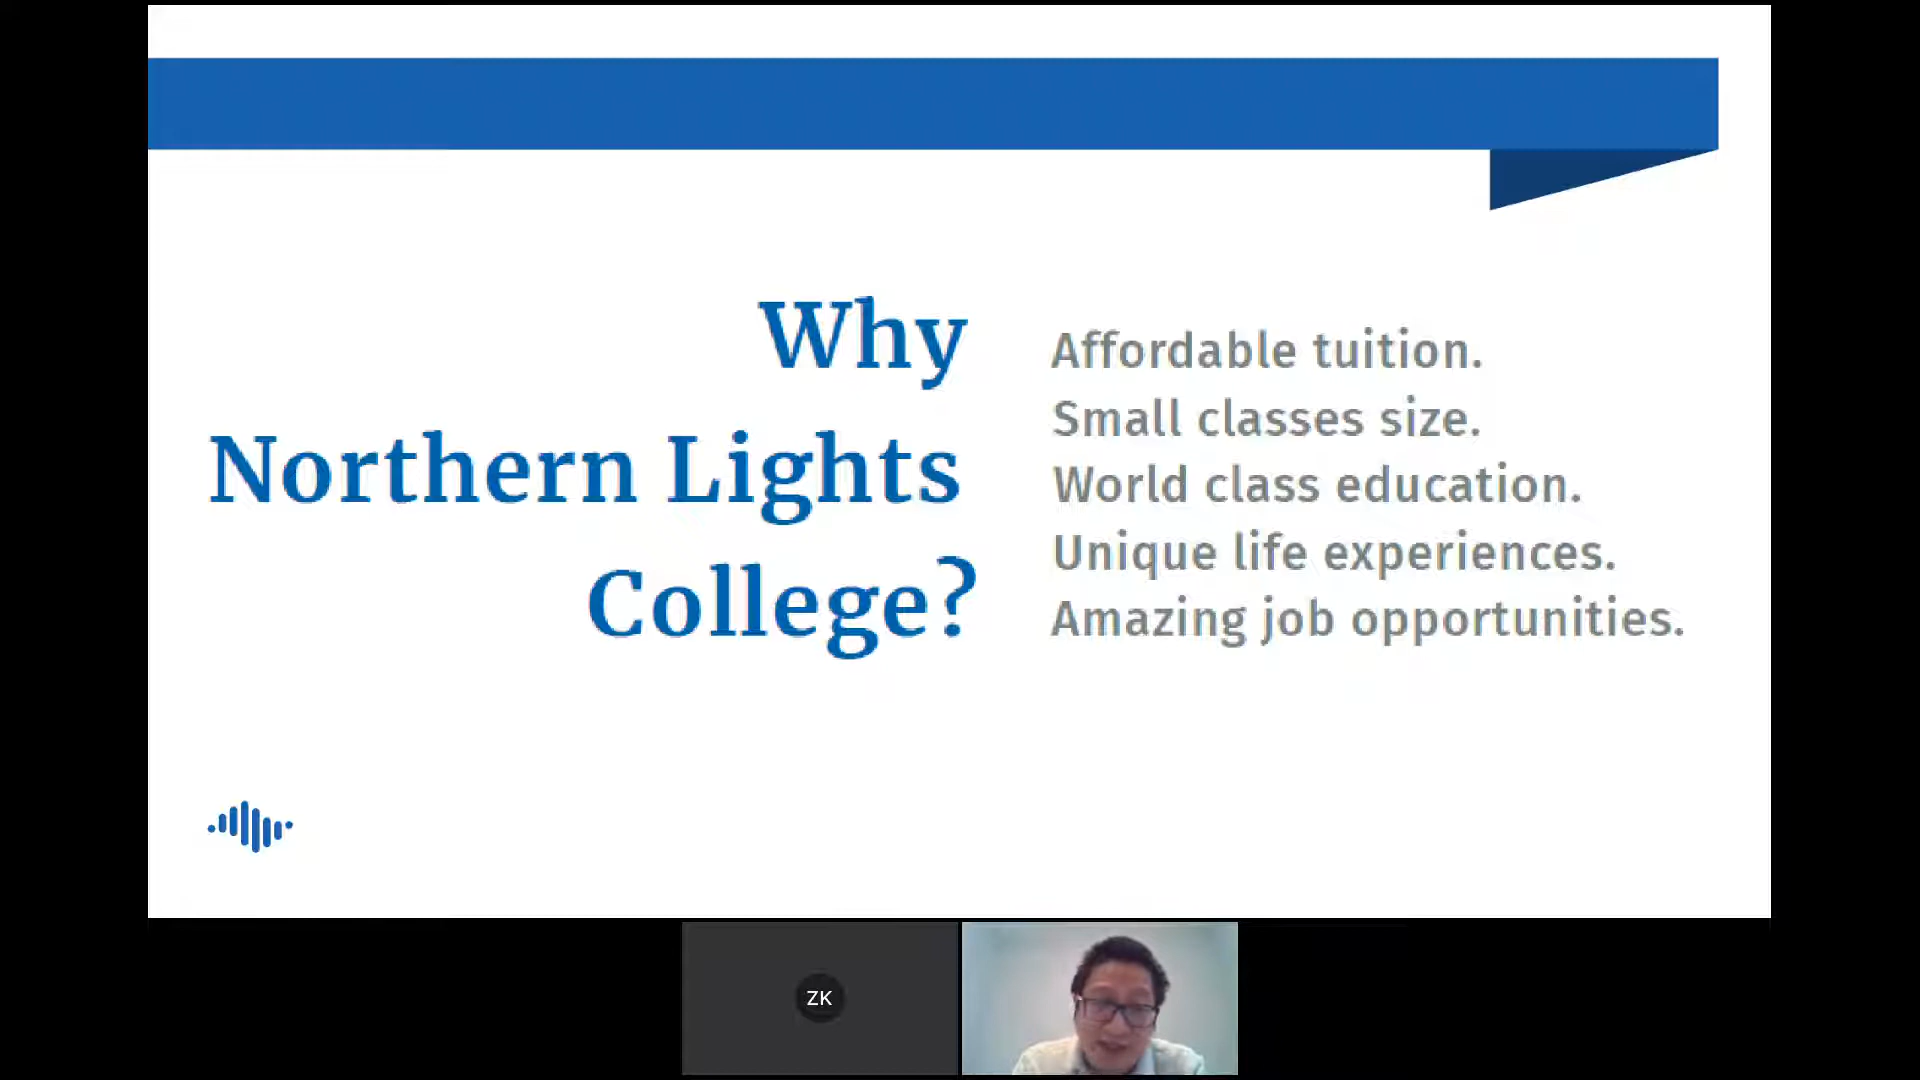 Why
Northern Lights
College?
Affordable tuition.
Small classes size.
World class education.
Unique life experiences.
Amazing job opportunities.
ZK